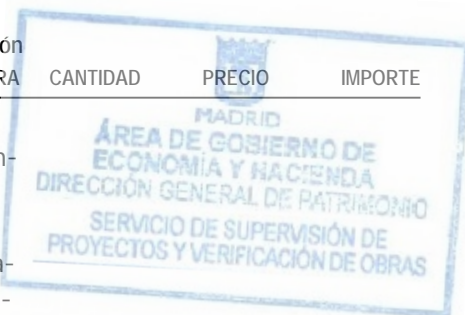 ón
RA CANTIDAD PRECIO IMPORTE
MADRID
ÁREA DE GOBIERNO DE
n-
ECONOMÍA Y HACIENDA
DIRECCIÓN GENERAL DE PATRIMONIO
SERVICIO DE SUPERVISIÓN DE
PROYECTOS Y VERIFICACIÓN DE OBRAS
a-
-